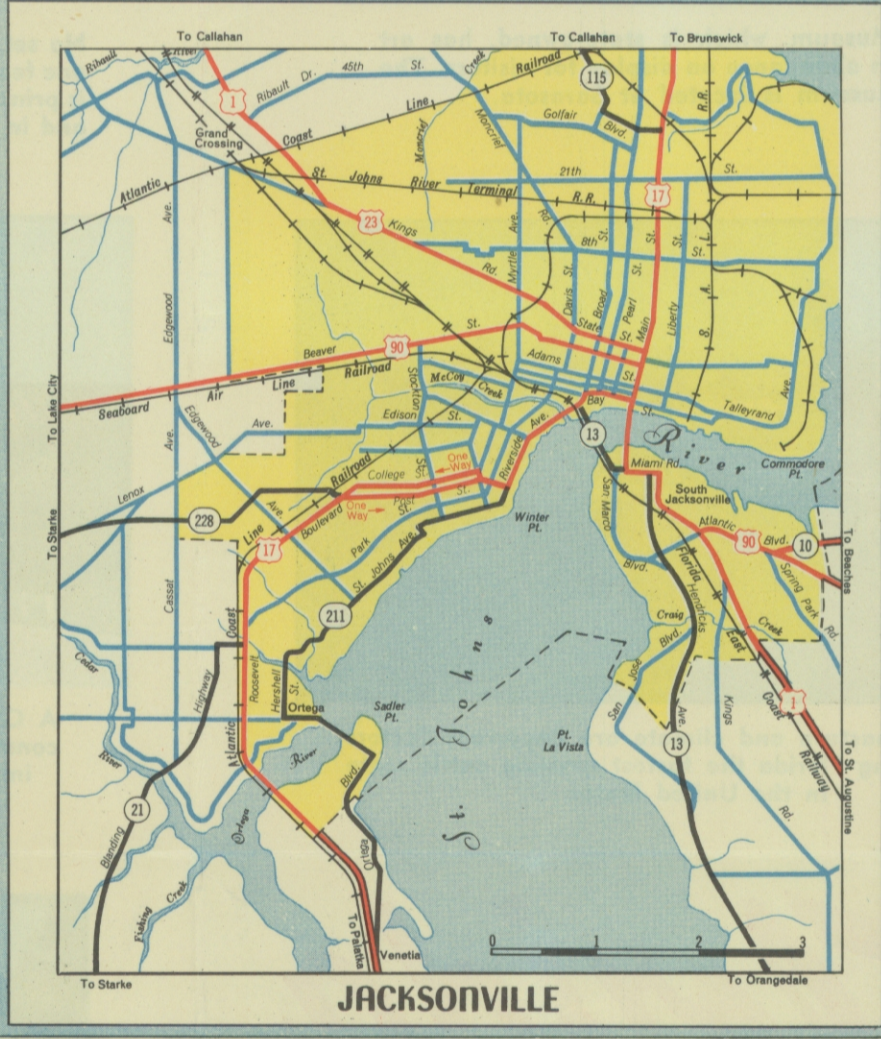 To Callahan
To Callahan
To Brunswick
Ribault
River
1
Ribault Dr.
45th St.
Creek
Railroad
115
Line
Coast
Atlantic
Grand
Crossing
Moncrief
Moncrief
Golfair
Blvd.
R.R.
St. Johns River Terminal R.R.
21th St.
17
23
Kings
Rd.
Ave.
Rd.
8th
St.
St.
St.
St.
Myrtle
Davis St.
Broad
Pearl
Main
Liberty
S. A. L.
State
St.
Ave.
Edgewood
Beaver
St.
90
Railroad
Seaboard Air Line
To Lake City
Adams
St.
McCoy
Creek
Stockton
Bay
St.
Talleyrand
Ave.
Edgewood
Ave.
Ave.
Edison St.
Ave.
13
River
Commodore
Pt.
Miami Rd.
Riverside
Railroad
College
St.
One
Way
One
Way
Post
St.
St.
South
Jacksonville
San Marco
Blvd.
Lenox
228
Ave.
Line
17
Boulevard
Park
Winter
Pt.
Atlantic
90
Blvd.
10
To Starke
To Beaches
St. Johns Ave.
211
Cassat
Coast
Florida
Hendricks
Spring Park
Rd.
Craig
Creek
East
Blvd.
Cedar
River
Highway
Roosevelt
Hershell
St.
Ortega
Sadler
Pt.
St. Johns
San Jose
Kings
Rd.
Coast
Railway
1
Ave.
13
Pt.
La Vista
To St. Augustine
Atlantic
River
Blvd.
Ortega
Ortega
21
Blanding
Fishing Creek
To Palatka
Venetia
0 1 2 3
To Starke
To Orangedale
JACKSONVILLE